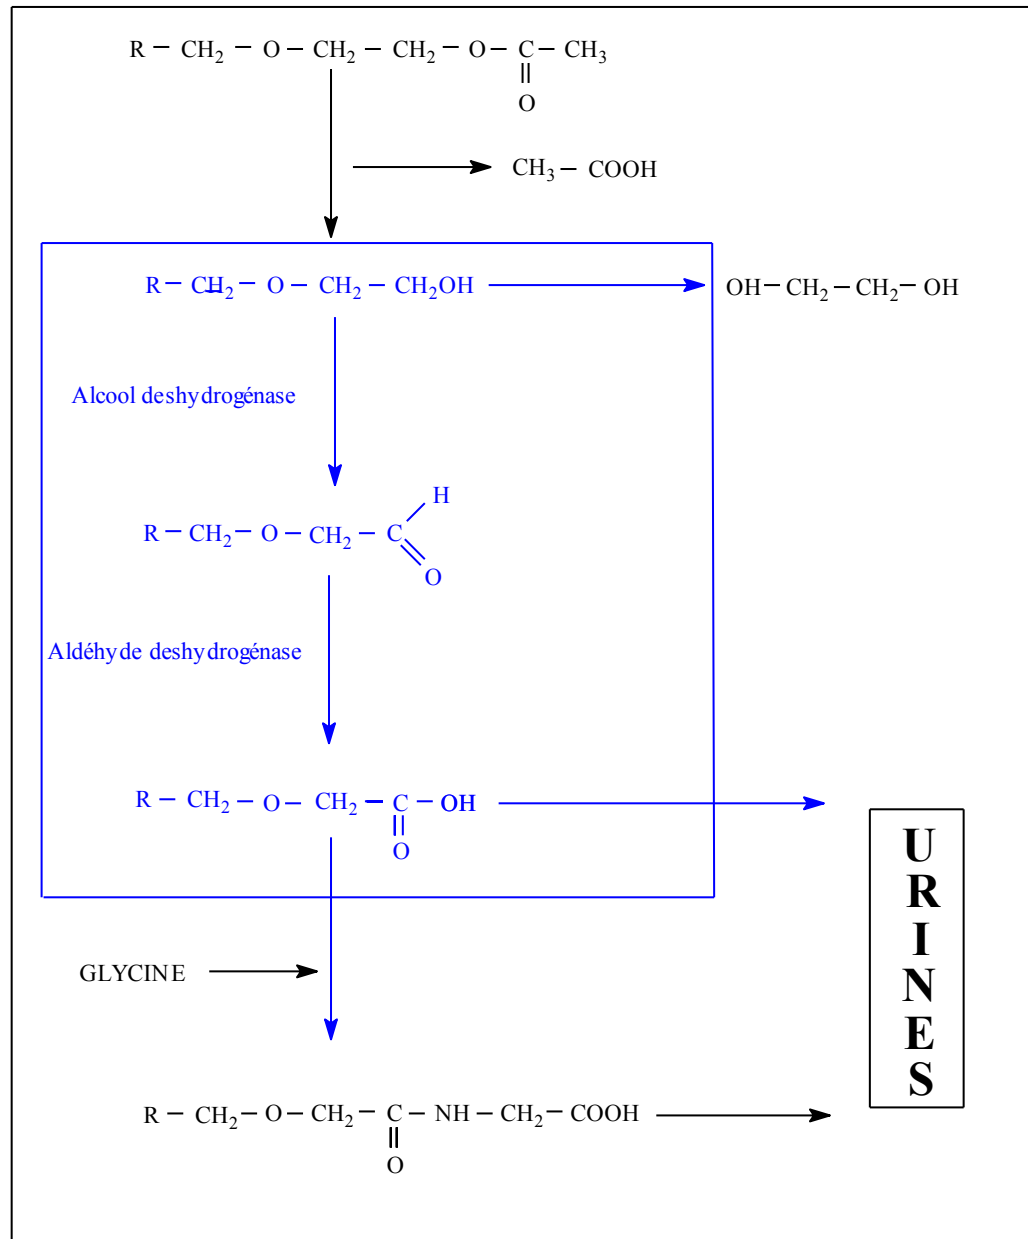 R — CH₂ — O — CH₂ — CH₂ — O — C — CH₃
||
O
CH₃ — COOH
R — CH₂ — O — CH₂ — CH₂OH
OH — CH₂ — CH₂ — OH
Alcool deshydrogénase
H
R — CH₂ — O — CH₂ — C
O
Aldéhyde deshydrogénase
R — CH₂ — O — CH₂ — C — OH
||
O
GLYCINE
R — CH₂ — O — CH₂ — C — NH — CH₂ — COOH
||
O
U
R
I
N
E
S